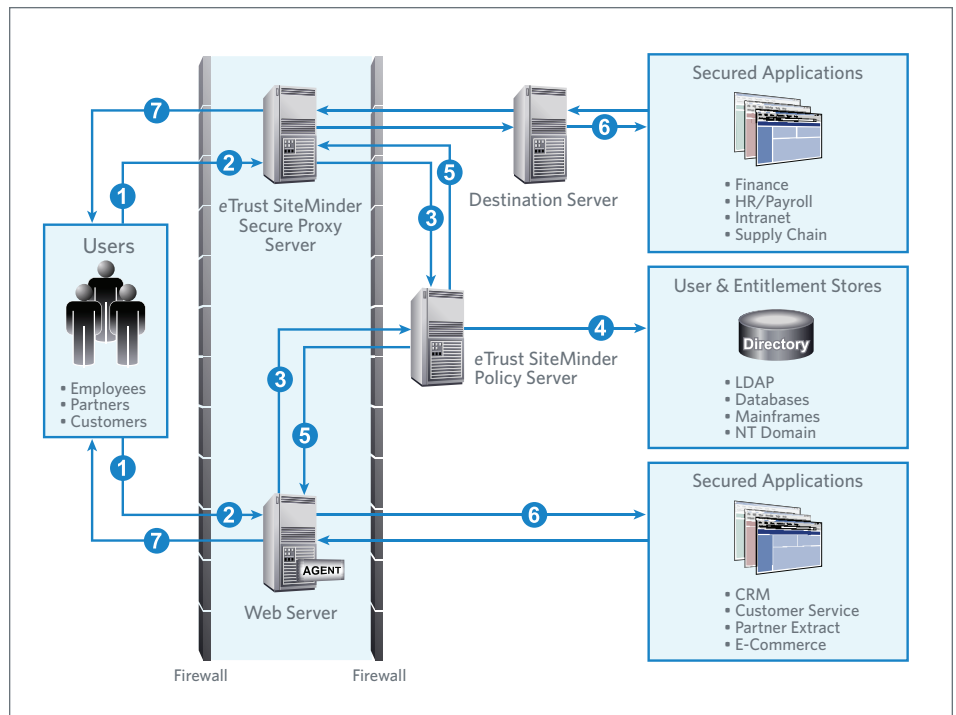 Secured Applications
7
6
2
5
1
• Finance
• HR/Payroll
• Intranet
• Supply Chain
eTrust SiteMinder
Secure Proxy
Server
Destination Server
3
Users
User & Entitlement Stores
4
Directory
3
eTrust SiteMinder
Policy Server
• Employees
• Partners
• Customers
• LDAP
• Databases
• Mainframes
• NT Domain
5
1
Secured Applications
2
6
7
AGENT
Web Server
• CRM
• Customer Service
• Partner Extract
• E-Commerce
Firewall
Firewall